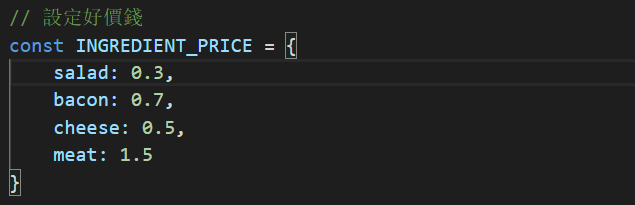 // 設定好價錢
const INGREDIENT_PRICE = {
    salad: 0.3,
    bacon: 0.7,
    cheese: 0.5,
    meat: 1.5
}